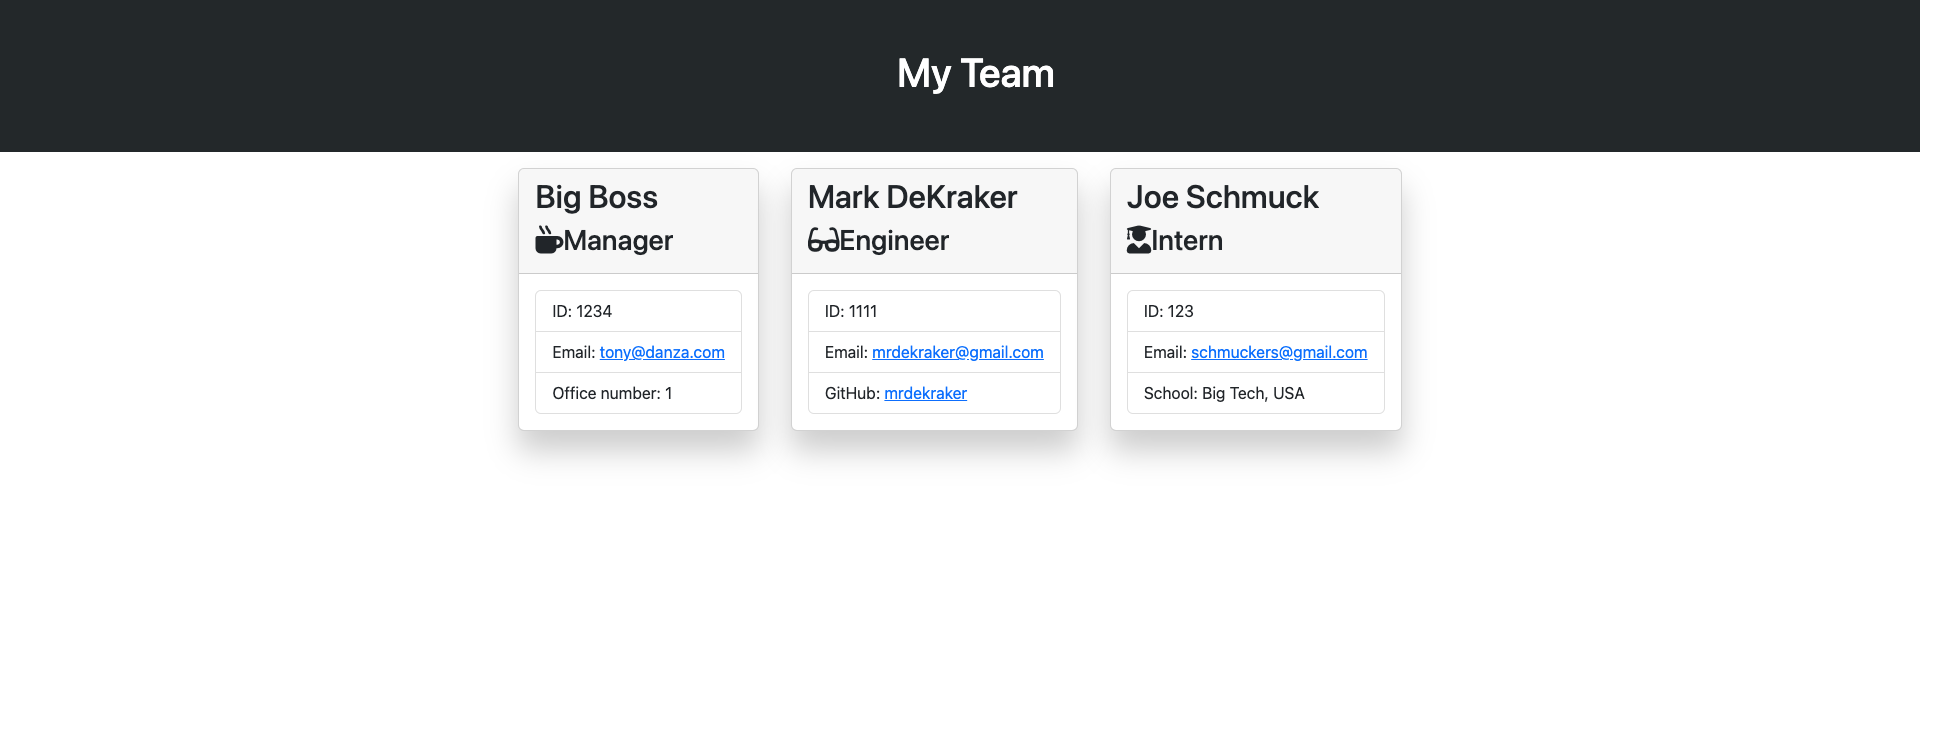 My Team
Big Boss
Manager
ID: 1234
Email: tony@danza.com
Office number: 1
Mark DeKraker
Engineer
ID: 1111
Email: mrdekraker@gmail.com
GitHub: mrdekraker
Joe Schmuck
Intern
ID: 123
Email: schmuckers@gmail.com
School: Big Tech, USA